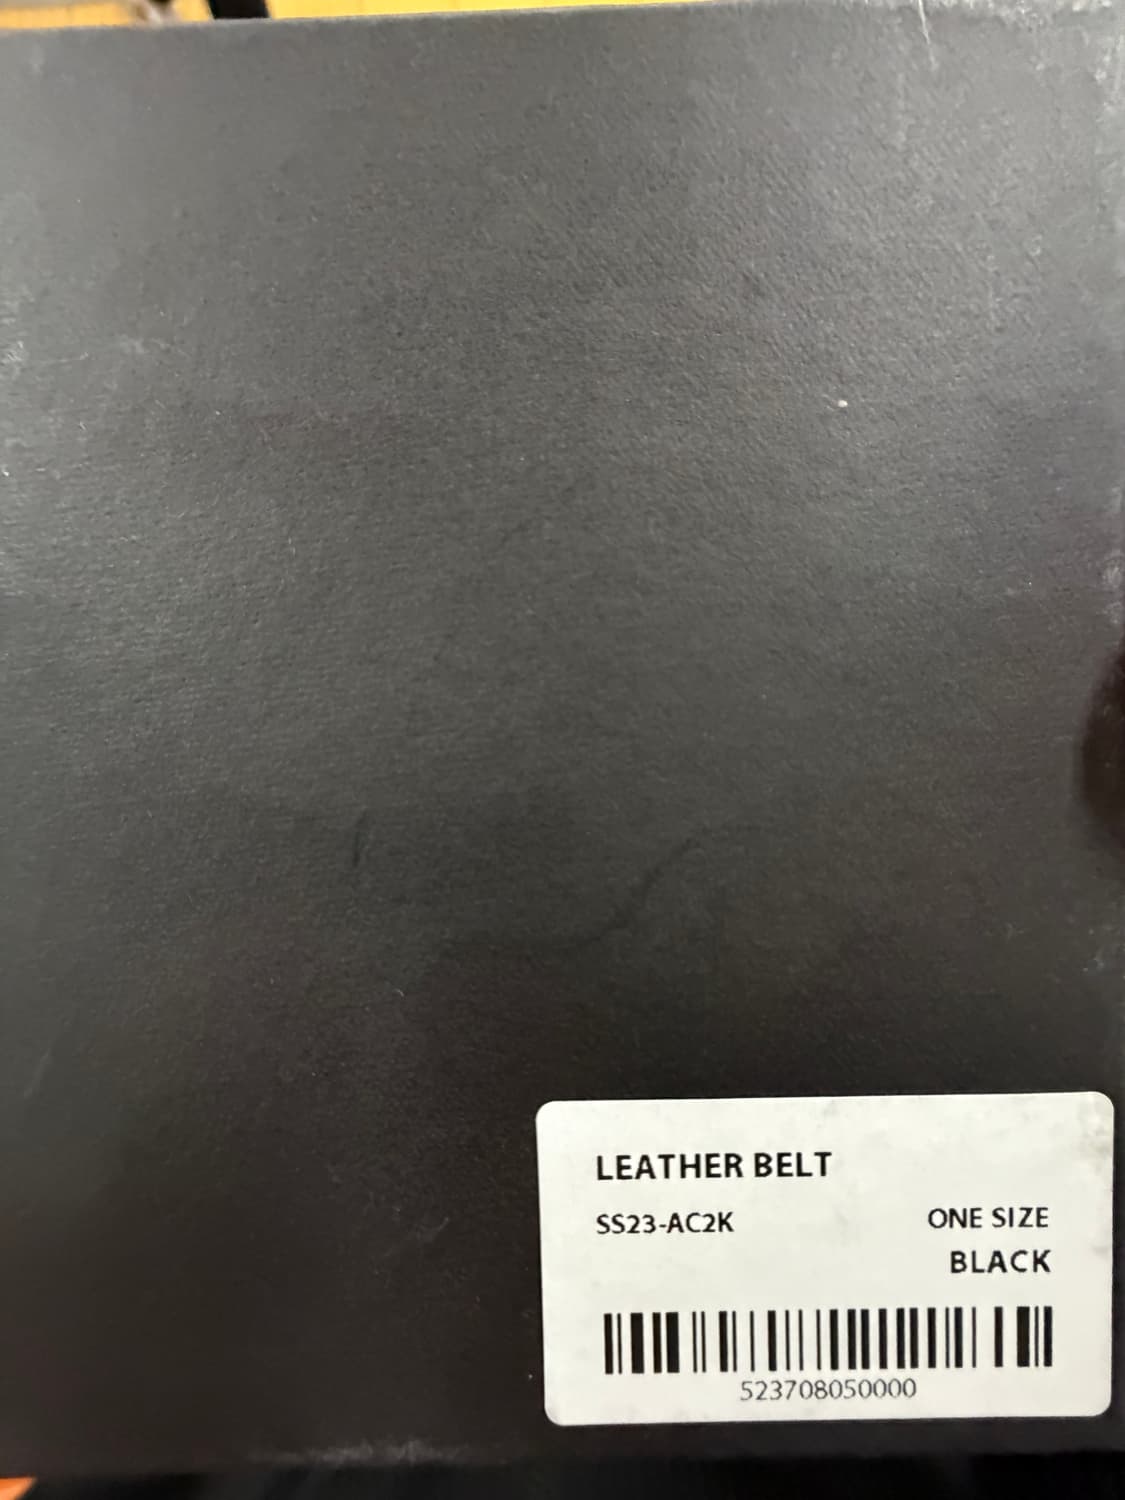 LEATHER BELT
SS23-AC2K ONE SIZE
BLACK
523708050000